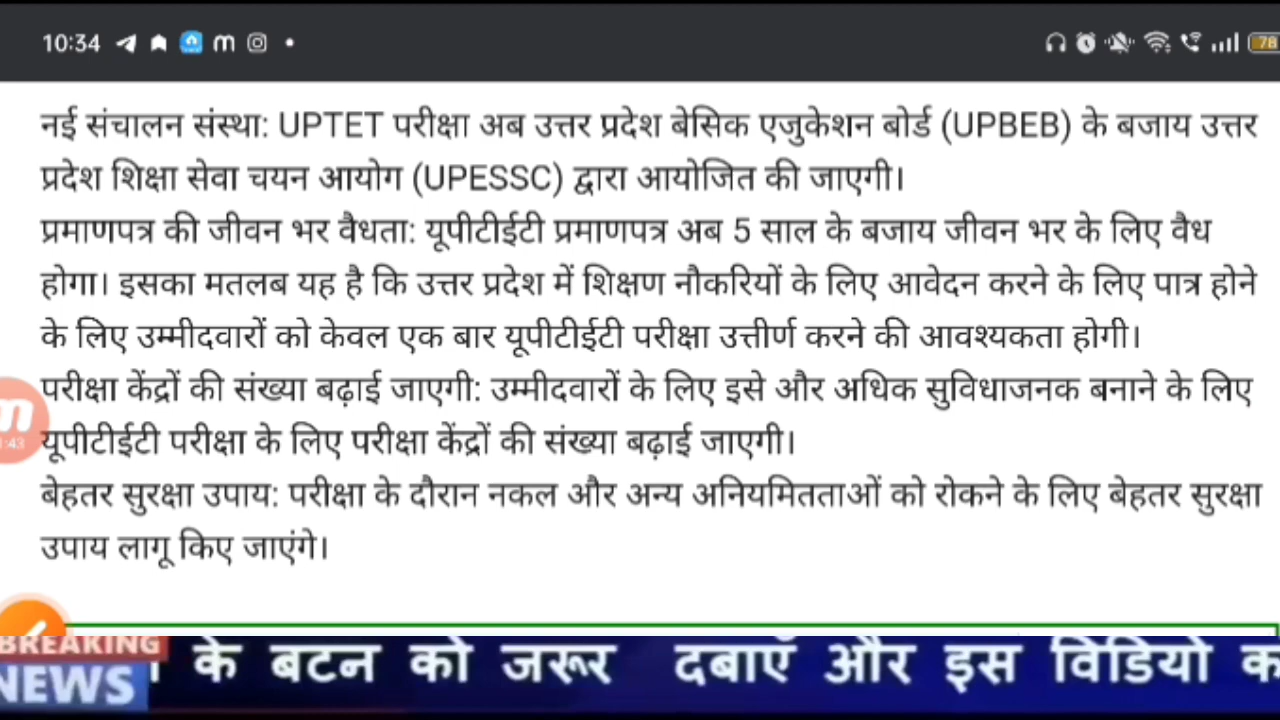 10:34
78
नई संचालन संस्था: UPTET परीक्षा अब उत्तर प्रदेश बेसिक एजुकेशन बोर्ड (UPBEB) के बजाय उत्तर
प्रदेश शिक्षा सेवा चयन आयोग (UPESSC) द्वारा आयोजित की जाएगी।
प्रमाणपत्र की जीवन भर वैधता: यूपीटीईटी प्रमाणपत्र अब 5 साल के बजाय जीवन भर के लिए वैध
होगा। इसका मतलब यह है कि उत्तर प्रदेश में शिक्षण नौकरियों के लिए आवेदन करने के लिए पात्र होने
के लिए उम्मीदवारों को केवल एक बार यूपीटीईटी परीक्षा उत्तीर्ण करने की आवश्यकता होगी।
परीक्षा केंद्रों की संख्या बढ़ाई जाएगी: उम्मीदवारों के लिए इसे और अधिक सुविधाजनक बनाने के लिए
यूपीटीईटी परीक्षा के लिए परीक्षा केंद्रों की संख्या बढ़ाई जाएगी।
बेहतर सुरक्षा उपाय: परीक्षा के दौरान नकल और अन्य अनियमितताओं को रोकने के लिए बेहतर सुरक्षा
उपाय लागू किए जाएंगे।
BREAKING
NEWS
के बटन को जरूर दबाएँ और इस विडियो